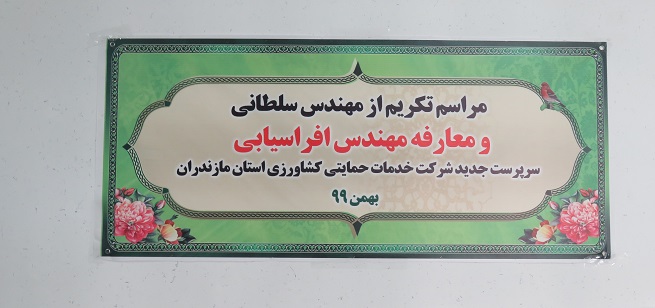 مراسم تکریم از مهندس سلطانی
و معارفه مهندس افراسیابی
سرپرست جدید شرکت خدمات حمایتی کشاورزی استان مازندران
بهمن ۹۹